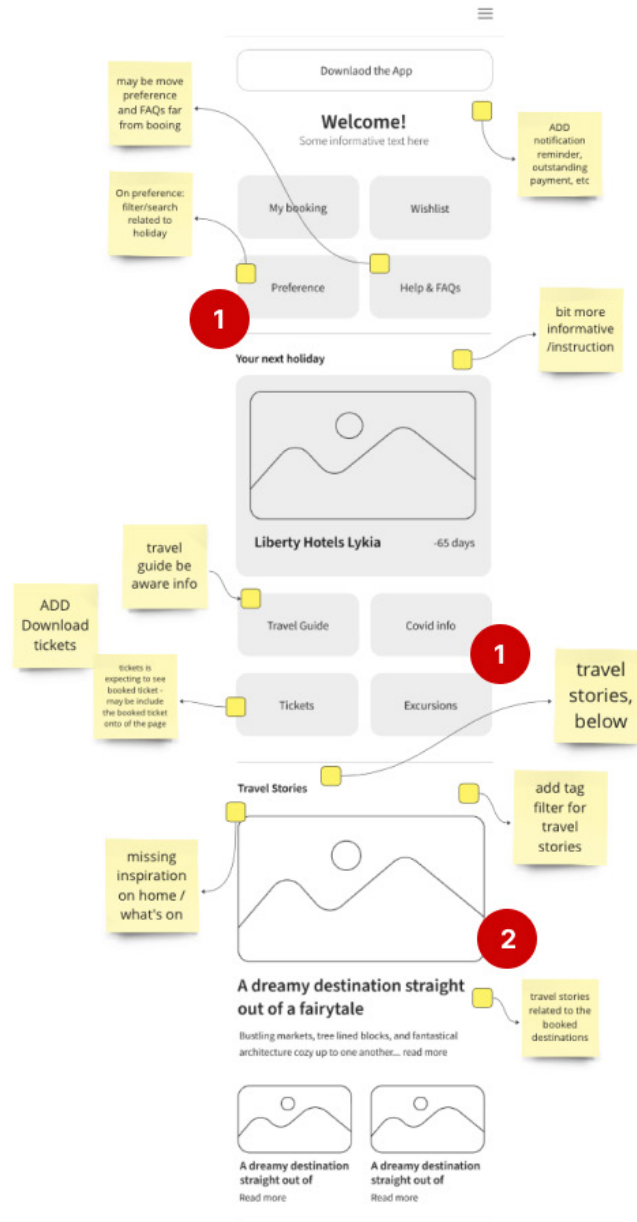 Downlaod the App
may be move
preference
and FAQs far
from booing
Welcome!
Some informative text here
ADD
notification
reminder,
outstanding
payment, etc
On preference:
filter/search
related to
holiday
My booking
Wishlist
Preference
Help & FAQs
1
bit more
informative
/instruction
Your next holiday
Liberty Hotels Lykia
-65 days
travel
guide be
aware info
ADD
Download
tickets
Travel Guide
Covid info
1
tickets is
expecting to see
booked ticket -
may be include
the booked ticket
onto of the page
Tickets
Excursions
travel
stories,
below
Travel Stories
add tag
filter for
travel
stories
missing
inspiration
on home /
what's on
2
A dreamy destination straight
out of a fairytale
travel stories
related to the
booked
destinations
Bustling markets, tree lined blocks, and fantastical
architecture cozy up to one another... read more
A dreamy destination
straight out of
Read more
A dreamy destination
straight out of
Read more